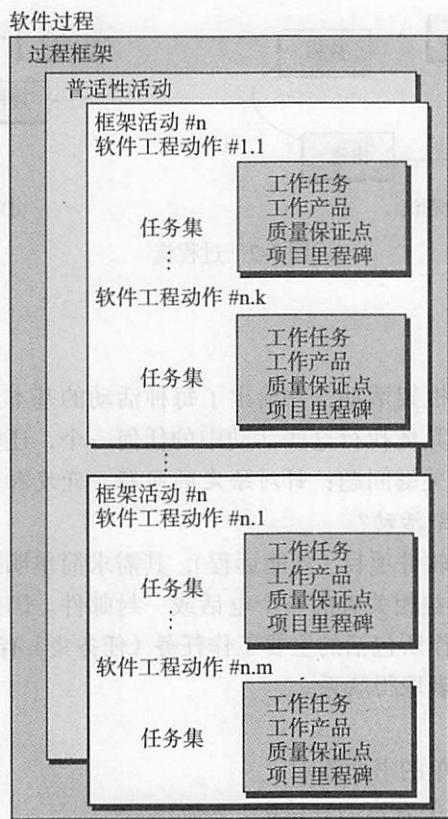 软件过程
过程框架
普适性活动
框架活动 #n
软件工程动作 #1.1
任务集
工作任务
工作产品
质量保证点
项目里程碑
软件工程动作 #n.k
任务集
工作任务
工作产品
质量保证点
项目里程碑
框架活动 #n
软件工程动作 #n.1
任务集
工作任务
工作产品
质量保证点
项目里程碑
软件工程动作 #n.m
任务集
工作任务
工作产品
质量保证点
项目里程碑